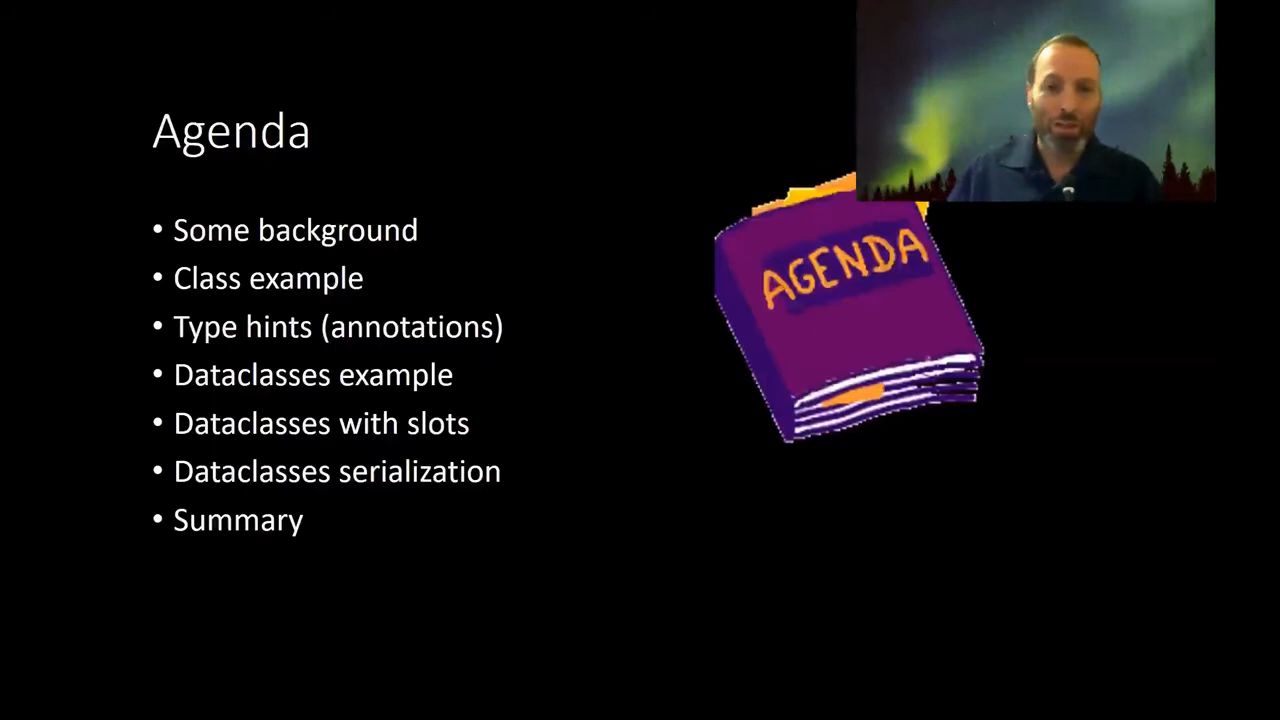 Agenda
• Some background
• Class example
• Type hints (annotations)
• Dataclasses example
• Dataclasses with slots
• Dataclasses serialization
• Summary
AGENDA